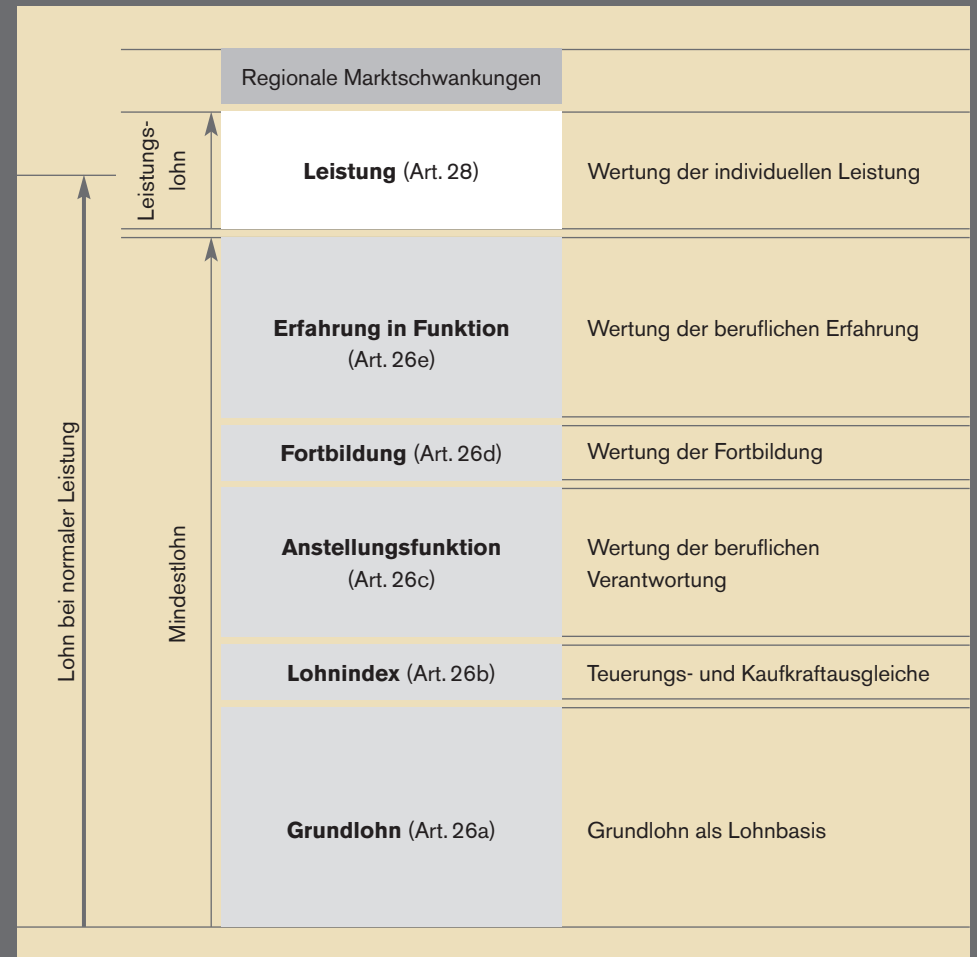 Regionale Marktschwankungen
Leistungs-
lohn
Leistung (Art. 28)
Wertung der individuellen Leistung
Lohn bei normaler Leistung
Mindestlohn
Erfahrung in Funktion
(Art. 26e)
Wertung der beruflichen Erfahrung
Fortbildung (Art. 26d)
Wertung der Fortbildung
Anstellungsfunktion
(Art. 26c)
Wertung der beruflichen
Verantwortung
Lohnindex (Art. 26b)
Teuerungs- und Kaufkraftausgleiche
Grundlohn (Art. 26a)
Grundlohn als Lohnbasis